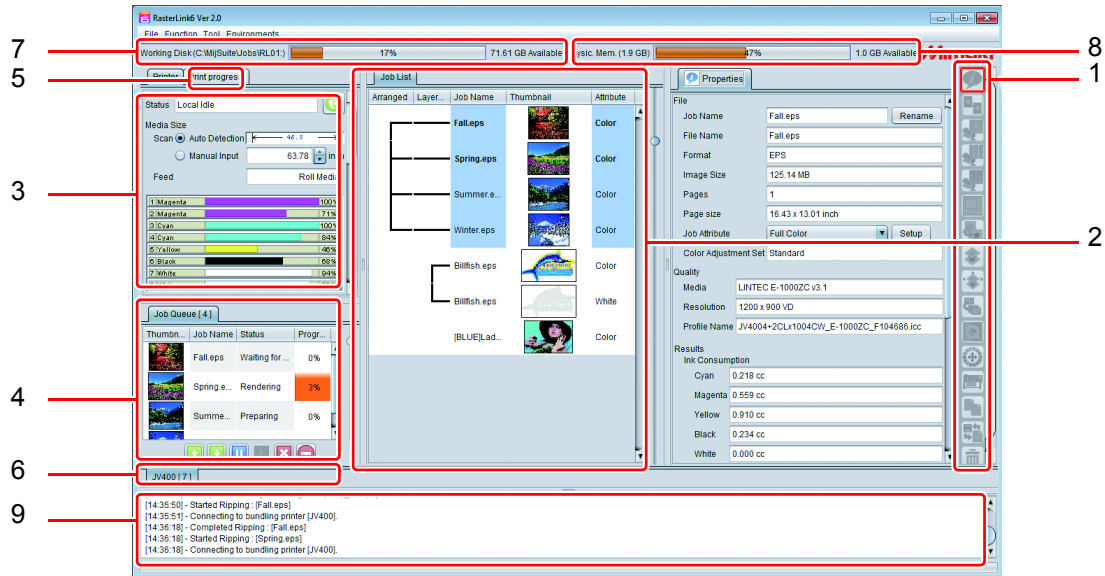 RasterLink6 Ver 2.0
File Function Tool Environments
7
Working Disk (C:\MijSuite\Jobs\RL01:)
17%
71.61 GB Available
ysic. Mem. (1.9 GB)
47%
1.0 GB Available
8
5
Printer
Print progres
Job List
Properties
1
Status
Local Idle
Media Size
Scan
Auto Detection
46.5
Manual Input
63.78
in
Feed
Roll Media
3
1 Magenta 100%
2 Magenta 71%
3 Cyan 100%
4 Cyan 84%
5 Yellow 46%
6 Black 68%
7 White 94%
Arranged Layer... Job Name Thumbnail Attribute
Fall.eps Color
Spring.eps Color
Summer.e... Color
Winter.eps Color
Billfish.eps Color
Billfish.eps White
[BLUE]Lad... Color
2
File
Job Name Fall.eps Rename
File Name Fall.eps
Format EPS
Image Size 125.14 MB
Pages 1
Page size 16.43 x 13.01 inch
Job Attribute Full Color Setup
Color Adjustment Set Standard
Quality
Media LINTEC E-1000ZC v3.1
Resolution 1200 x 900 VD
Profile Name JV4004+2CLx1004CW_E-1000ZC_F104686.icc
Results
Ink Consumption
Cyan 0.218 cc
Magenta 0.559 cc
Yellow 0.910 cc
Black 0.234 cc
White 0.000 cc
4
Job Queue [ 4 ]
Thumbn... Job Name Status Progr...
Fall.eps Waiting for ... 0%
Spring.e... Rendering 3%
Summe... Preparing 0%
6
JV400 [ 7 ]
9
[14:35:50] - Started Ripping : [Fall.eps]
[14:35:51] - Connecting to bundling printer [JV400].
[14:36:18] - Completed Ripping : [Fall.eps]
[14:36:18] - Started Ripping : [Spring.eps]
[14:36:18] - Connecting to bundling printer [JV400].